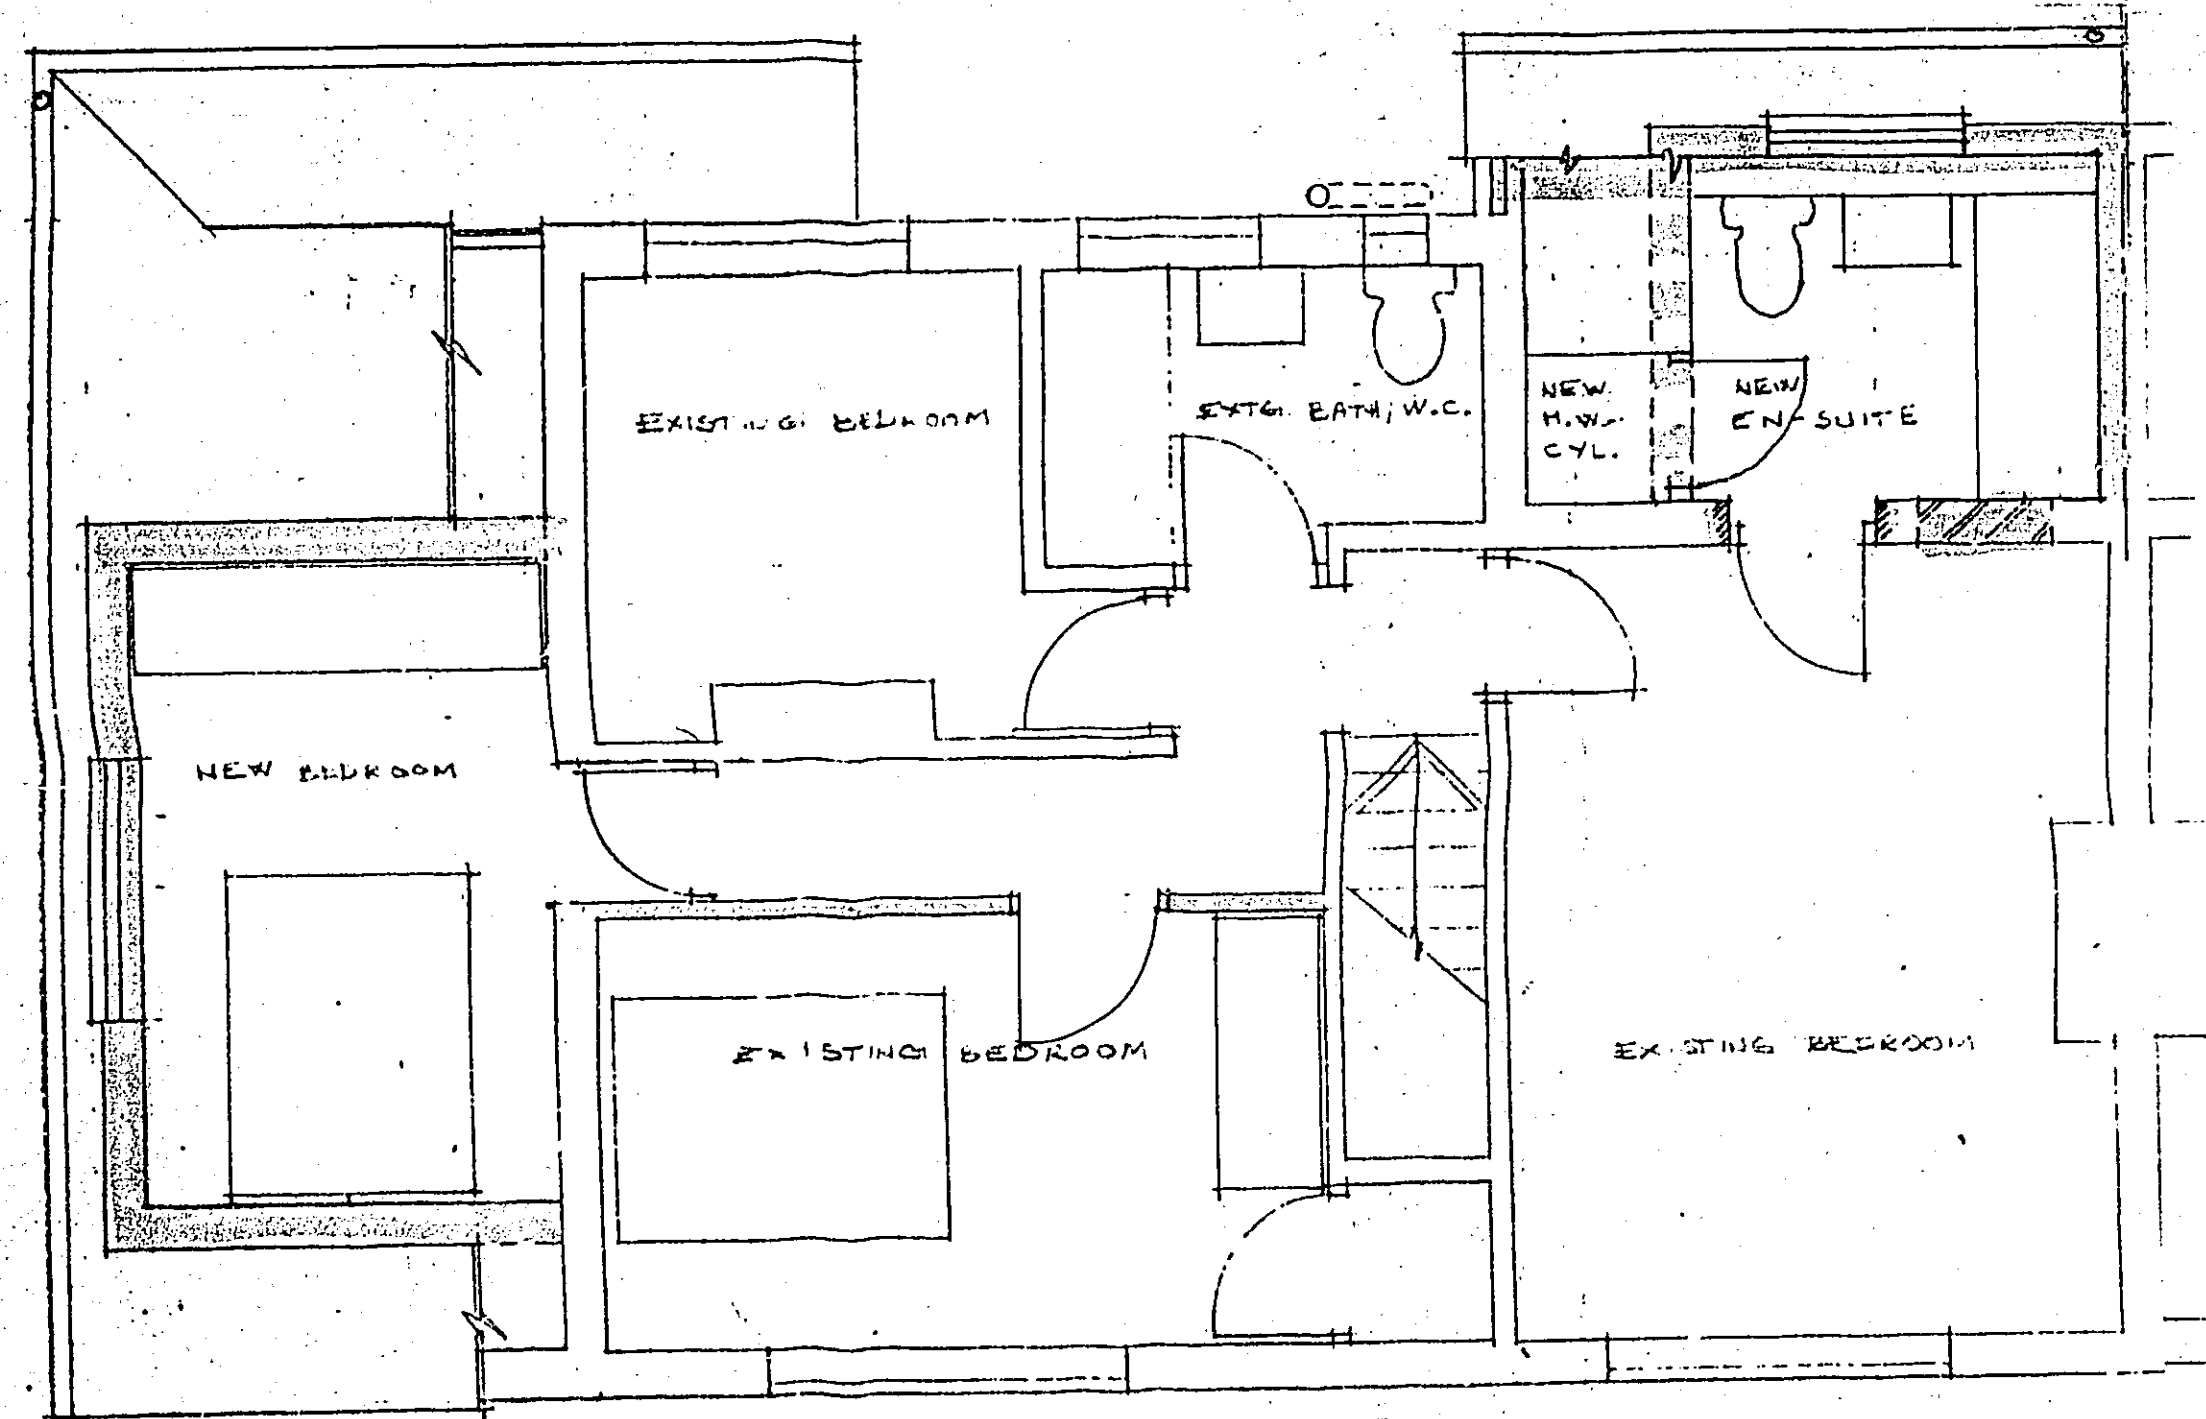 EXISTING BEDROOM
EXTG. BATH/W.C.
NEW
H.W.
CYL.
NEW
EN-SUITE
NEW BEDROOM
EXISTING BEDROOM
EXISTING BEDROOM